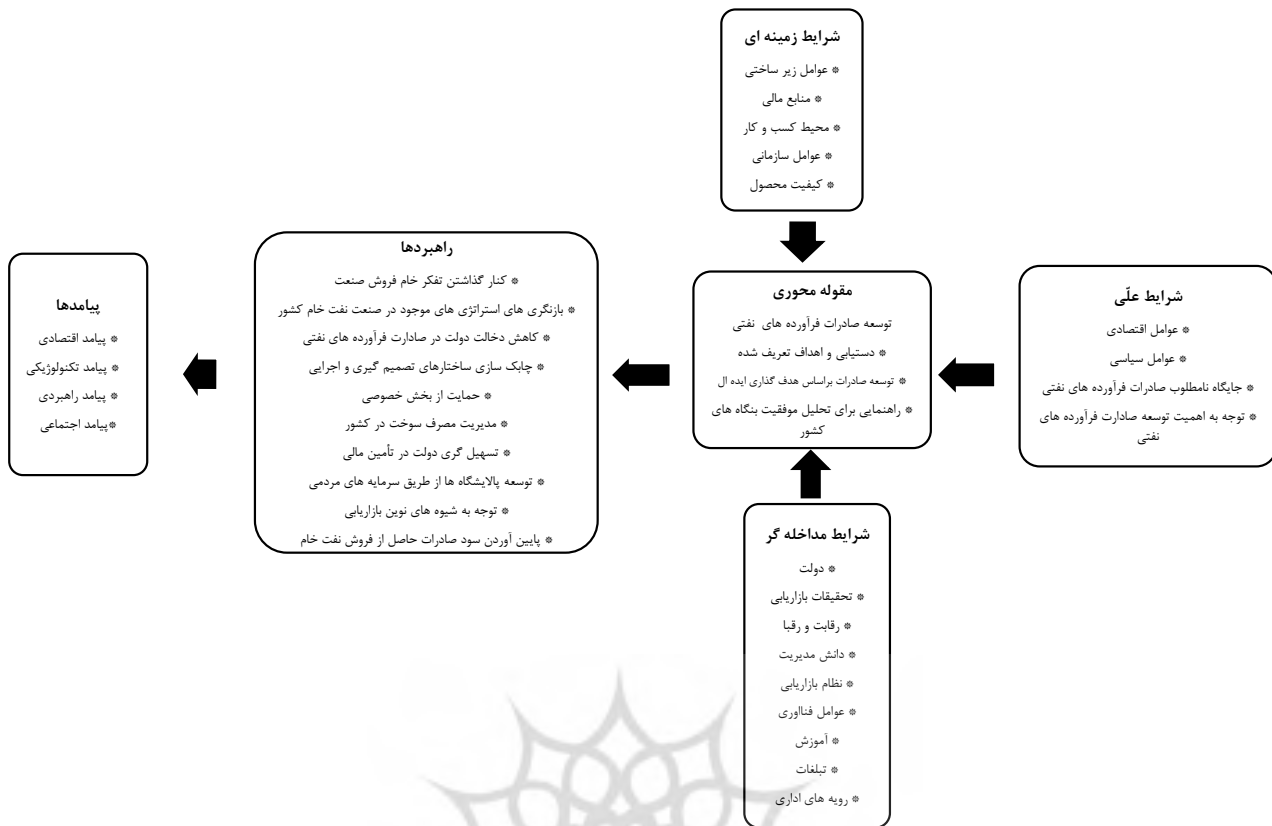 شرایط زمینه ای
* عوامل زیر ساختی
* منابع مالی
* محیط کسب و کار
* عوامل سازمانی
* کیفیت محصول
شرایط علّی
* عوامل اقتصادی
* عوامل سیاسی
* جایگاه نامطلوب صادرات فرآورده های نفتی
* توجه به اهمیت توسعه صادارت فرآورده های
نفتی
مقوله محوری
توسعه صادرات فرآورده های نفتی
* دستیابی و اهداف تعریف شده
* توسعه صادرات براساس هدف گذاری ایده ال
* راهنمایی برای تحلیل موفقیت بنگاه های
کشور
راهبردها
* کنار گذاشتن تفکر خام فروش صنعت
* بازنگری های استراتژی های موجود در صنعت نفت خام کشور
* کاهش دخالت دولت در صادارت فرآورده های نفتی
* چابک سازی ساختارهای تصمیم گیری و اجرایی
* حمایت از بخش خصوصی
* مدیریت مصرف سوخت در کشور
* تسهیل گری دولت در تأمین مالی
* توسعه پالایشگاه ها از طریق سرمایه های مردمی
* توجه به شیوه های نوین بازاریابی
* پایین آوردن سود صادرات حاصل از فروش نفت خام
پیامدها
* پیامد اقتصادی
* پیامد تکنولوژیکی
* پیامد راهبردی
*پیامد اجتماعی
شرایط مداخله گر
* دولت
* تحقیقات بازاریابی
* رقابت و رقبا
* دانش مدیریت
* نظام بازاریابی
* عوامل فنااوری
* آموزش
* تبلغات
* رویه های اداری